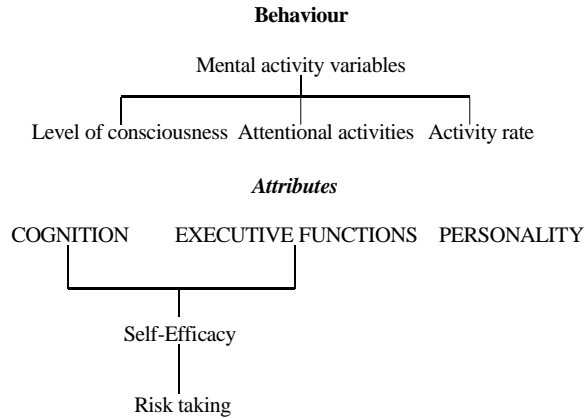 Behaviour
Mental activity variables
Level of consciousness Attentional activities Activity rate
Attributes
COGNITION EXECUTIVE FUNCTIONS PERSONALITY
Self-Efficacy
Risk taking